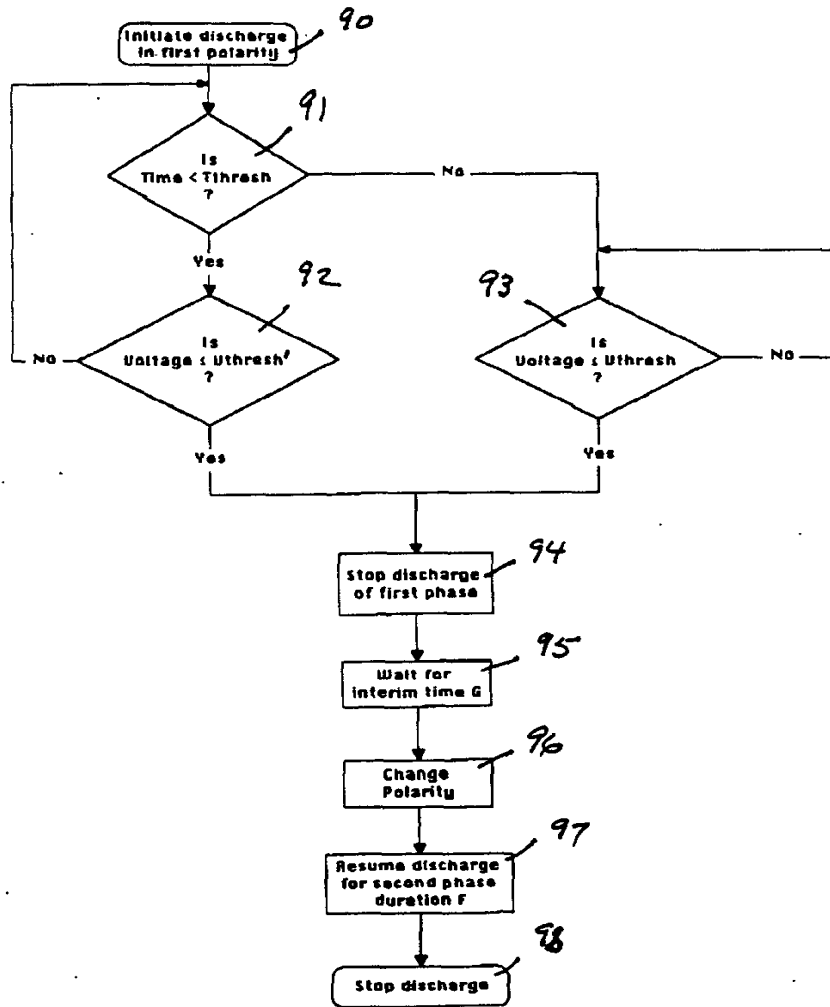 Initiate discharge
in first polarity
90
91
Is
Time < Tthresh
?
No
Yes
92
93
Is
Voltage ≤ Vthresh'
?
No
Is
Voltage ≤ Vthresh
?
No
Yes
Yes
94
Stop discharge
of first phase
95
Wait for
interim time G
96
Change
Polarity
97
Resume discharge
for second phase
duration F
98
Stop discharge